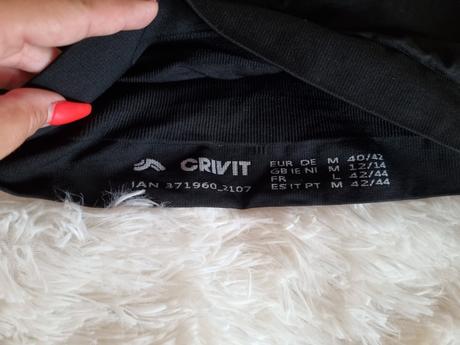 CRIVIT
IAN 371960_2107
EUR DE M 40/42
GB IE NI M 12/14
FR L 42/44
ES IT PT M 42/44